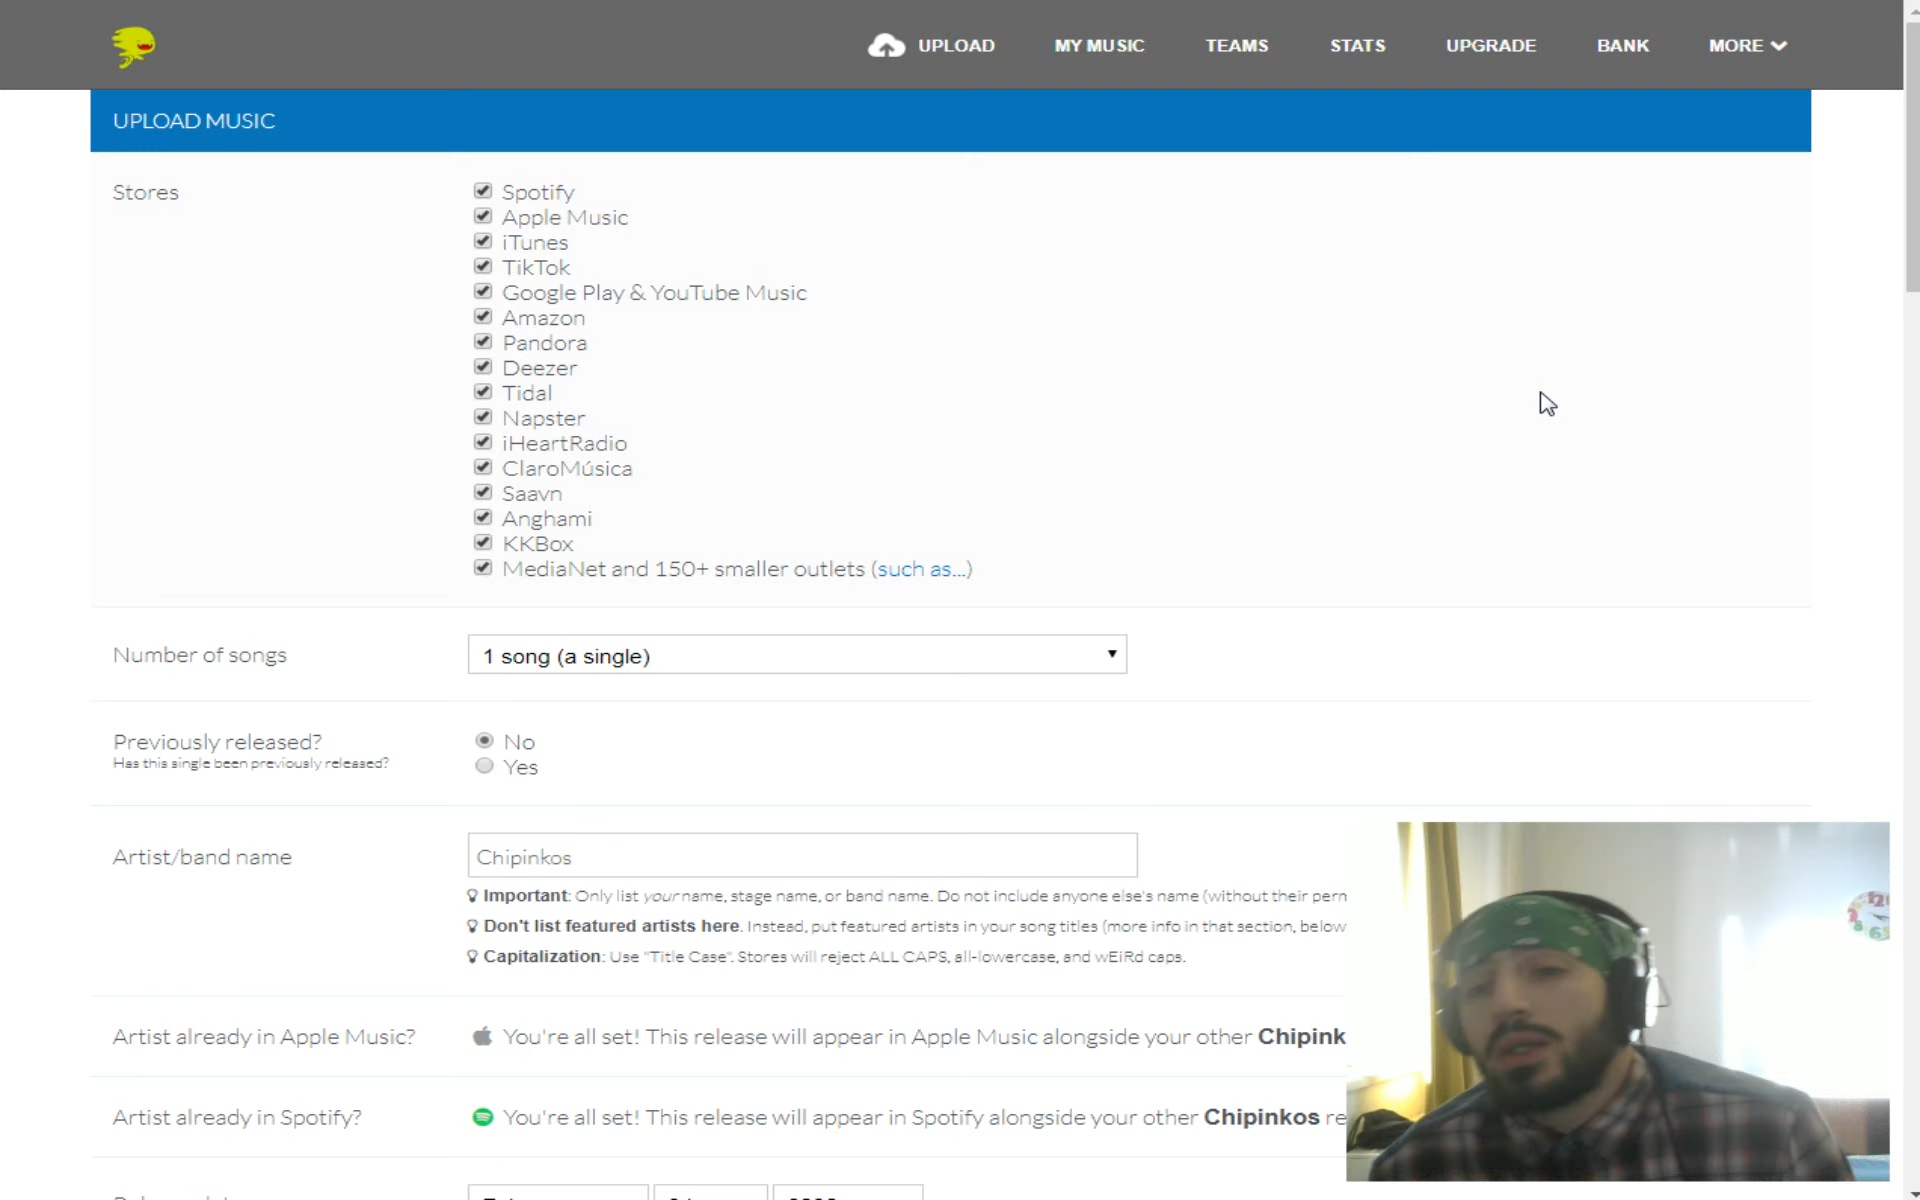 UPLOAD MY MUSIC TEAMS STATS UPGRADE BANK MORE
UPLOAD MUSIC
Stores
Spotify
Apple Music
iTunes
TikTok
Google Play & YouTube Music
Amazon
Pandora
Deezer
Tidal
Napster
iHeartRadio
ClaroMúsica
Saavn
Anghami
KKBox
MediaNet and 150+ smaller outlets (such as...)
Number of songs
1 song (a single)
Previously released?
Has this single been previously released?
No
Yes
Artist/band name
Chipinkos
Important: Only list your name, stage name, or band name. Do not include anyone else's name (without their perm
Don't list featured artists here. Instead, put featured artists in your song titles (more info in that section, below
Capitalization: Use "Title Case". Stores will reject ALL CAPS, all-lowercase, and wEiRd caps.
Artist already in Apple Music?
You're all set! This release will appear in Apple Music alongside your other Chipink
Artist already in Spotify?
You're all set! This release will appear in Spotify alongside your other Chipinkos re